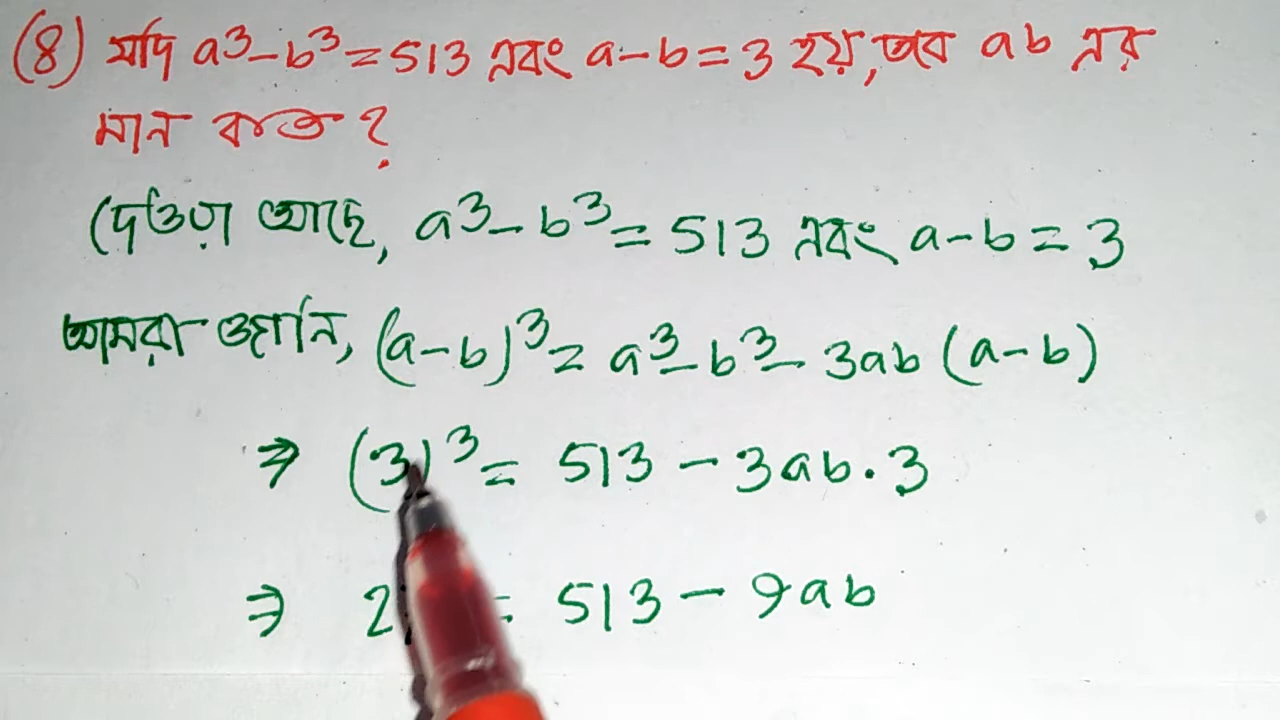 (8) যদি a³-b³=513 এবং a-b=3 হয়, তবে ab এর
মান কত?
দেওয়া আছে, a³-b³=513 এবং a-b=3
আমরা জানি, (a-b)³= a³-b³-3ab(a-b)
⇒ (3)³= 513-3ab.3
⇒ 2 = 513-9ab